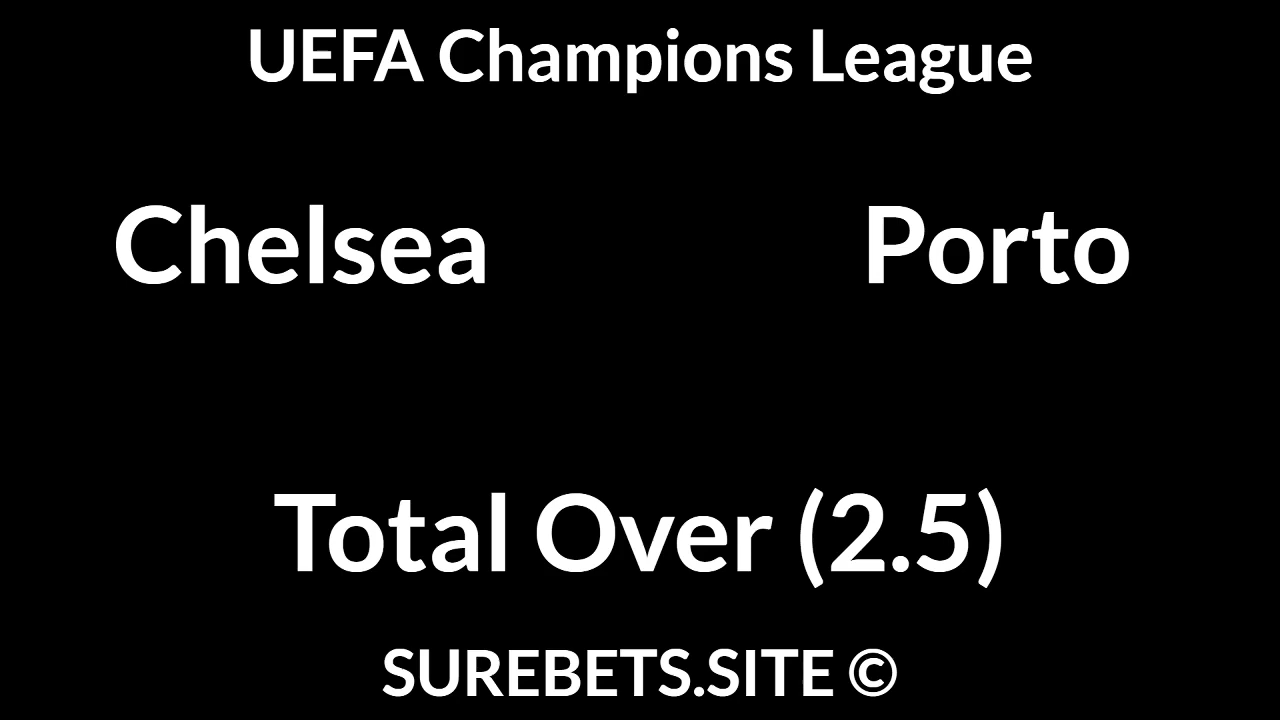 UEFA Champions League
Chelsea Porto
Total Over (2.5)
SUREBETS.SITE ©